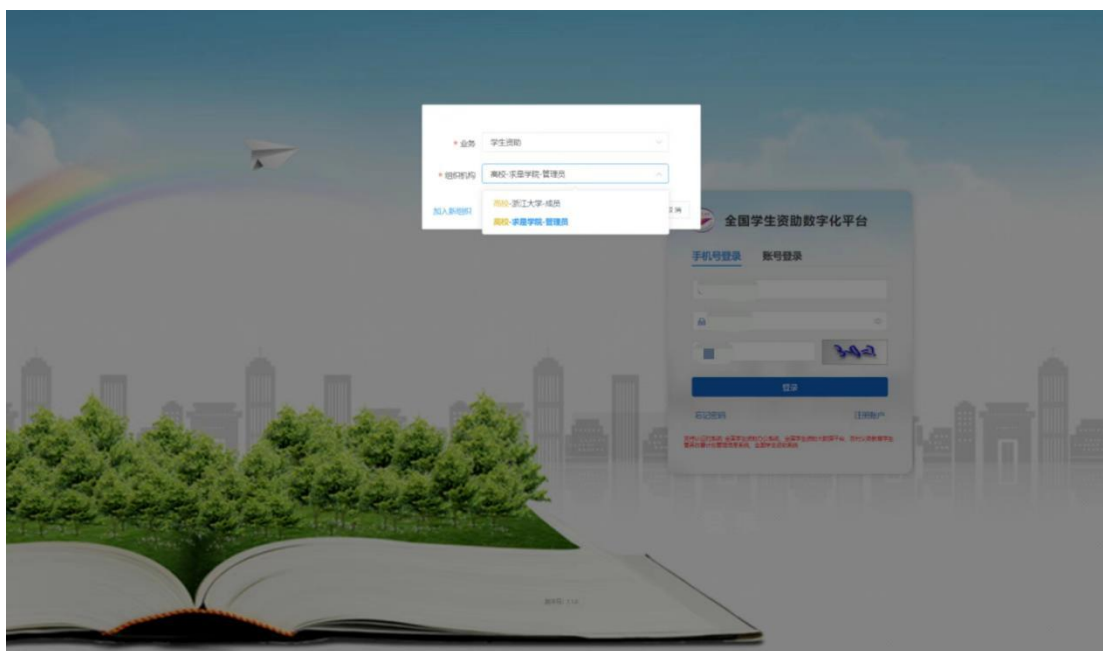 * 业务 学生资助
* 组织机构 高校-求是学院-管理员
加入新组织
高校-浙江大学-成员
高校-求是学院-管理员
全国学生资助数字化平台
手机号登录 账号登录
登录
忘记密码 注册账户